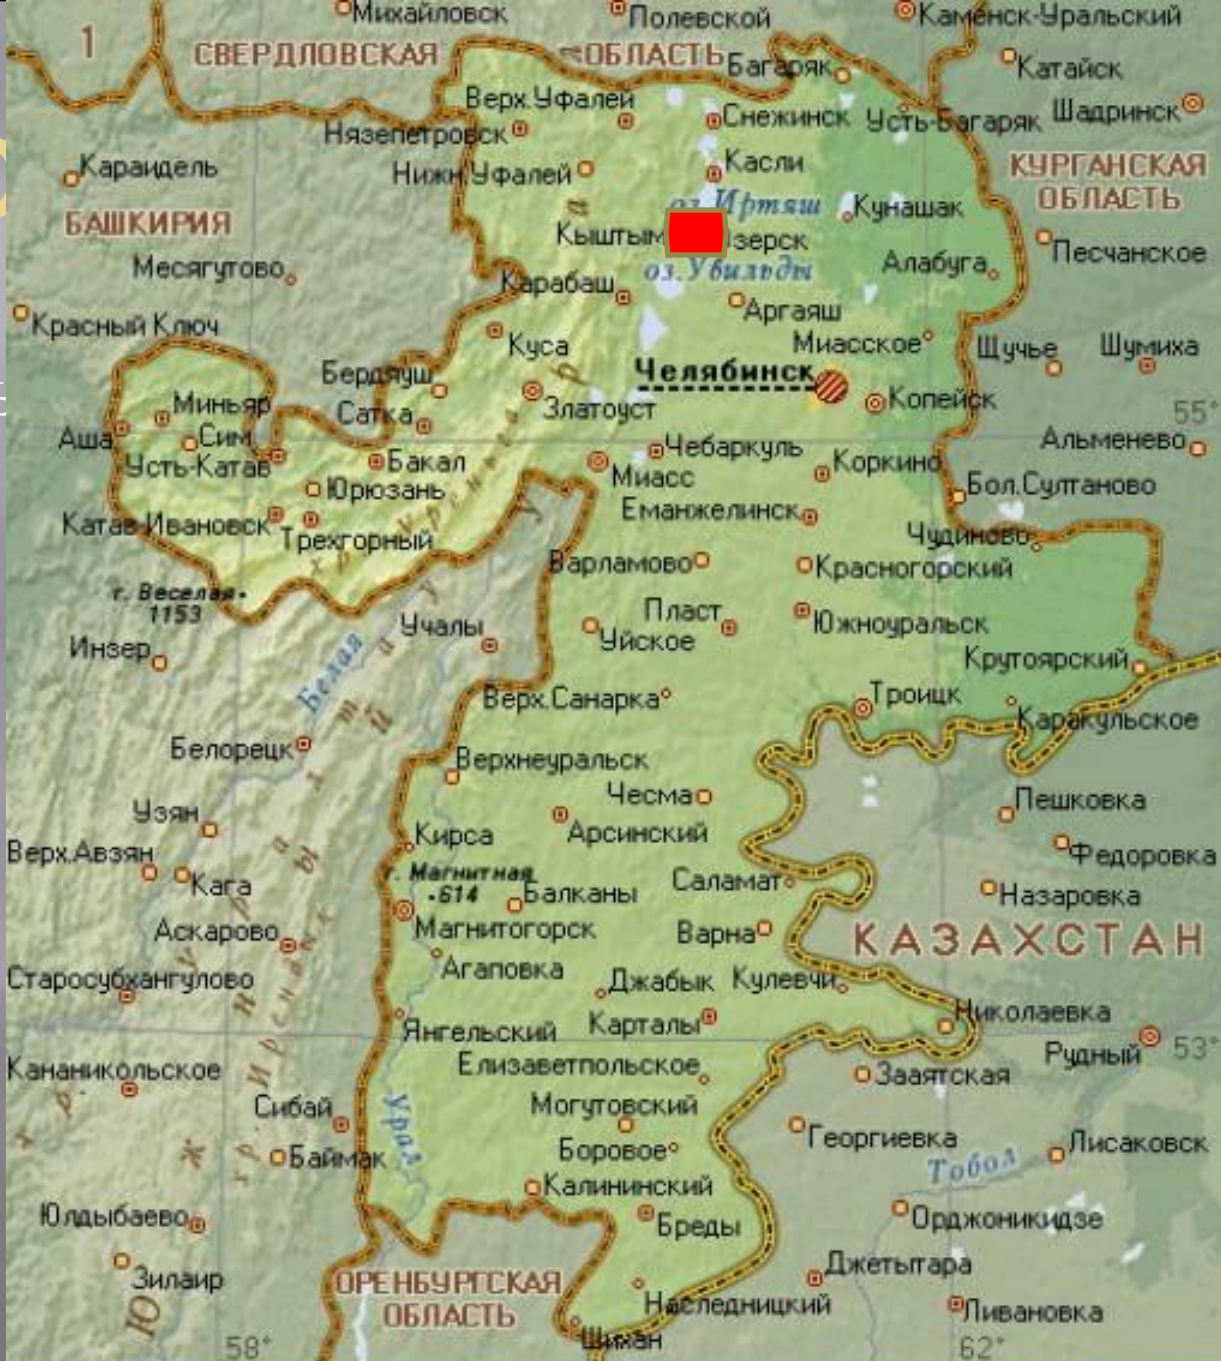 Михайловск
Полевской
Каменск-Уральский
1
СВЕРДЛОВСКАЯ
ОБЛАСТЬ
Багаряк
Катайск
Верх.Уфалей
Снежинск
Усть-Багаряк
Шадринск
Нязепетровск
Караидель
Нижн.Уфалей
Касли
КУРГАНСКАЯ
ОБЛАСТЬ
оз.Иртяш
Кунашак
БАШКИРИЯ
Кыштым
зерск
Песчанское
Месягутово
Карабаш
оз.Увильды
Алабуга
Аргаяш
Красный Ключ
Куса
Миасское
Щучье
Шумиха
Бердяуш
Челябинск
Миньяр
Сатка
Златоуст
Копейск
55°
Аша
Сим
Чебаркуль
Альменево
Усть-Катав
Бакал
Миасс
Коркино
Юрюзань
Бол.Султаново
Катав-Ивановск
Трехгорный
Еманжелинск
Чудиново
Варламово
Красногорский
г. Веселая
1153
Учалы
Пласт
Южноуральск
Инзер
Уйское
Белая
Крутоярский
Верх.Санарка
Троицк
Каракульское
Белорецк
Верхнеуральск
Чесма
Пешковка
Узян
Кирса
Арсинский
Верх.Авзян
Федоровка
Кага
г. Магнитная
614
Балканы
Саламат
Назаровка
Аскарово
Магнитогорск
Варна
КАЗАХСТАН
Старосубхангулово
Агаповка
Джабык
Кулевчи
Николаевка
Янгельский
Карталы
Рудный
53°
Кананикольское
Елизаветпольское
Зааятская
Сибай
Урал
Могутовский
Георгиевка
Лисаковск
Баймак
Боровое
Тобол
Калининский
Юлдыбаево
Бреды
Орджоникидзе
Зилаир
ОРЕНБУРГСКАЯ
ОБЛАСТЬ
Джетыгара
Наследницкий
Ливановка
Шихан
58°
62°